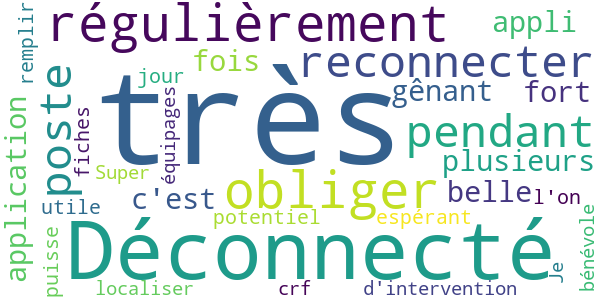 remplir
régulièrement
appli
fois
reconnecter
jour
gênant
fort
poste
très
application
fiches
équipages
pendant
plusieurs
Super
c'est
obliger
belle
l'on
utile
potentiel
espérant
Déconnecté
puisse
Je
bénévole
localiser
crf
d'intervention